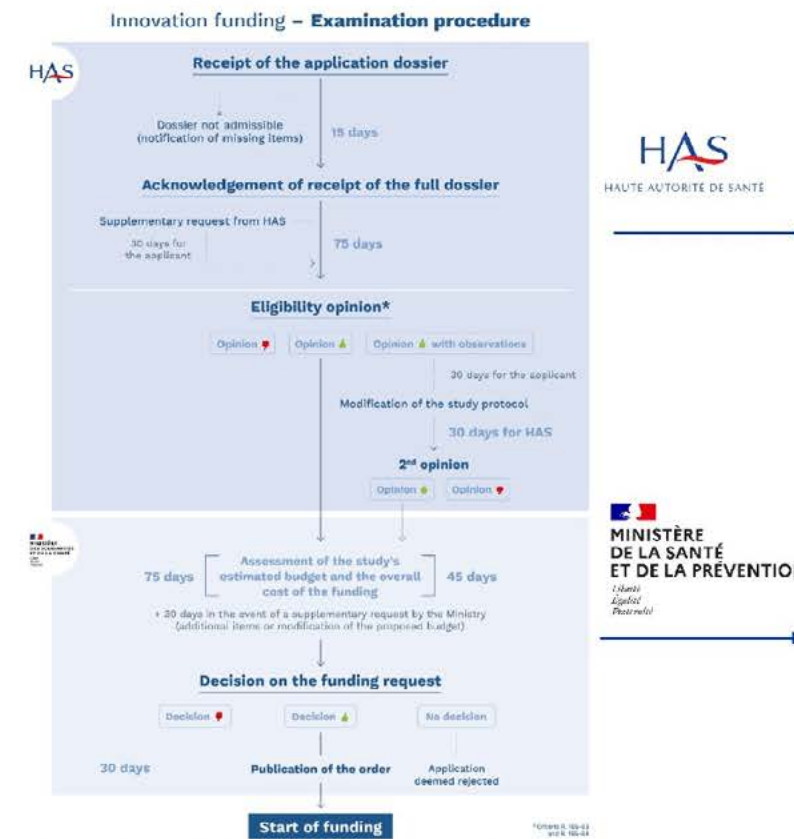 Innovation funding – Examination procedure
HAS
Receipt of the application dossier
Dossier not admissible
(notification of missing items)
15 days
Acknowledgement of receipt of the full dossier
Supplementary request from HAS
30 days for
the applicant
75 days
Eligibility opinion*
Opinion
Opinion
Opinion with observations
30 days for the applicant
Modification of the study protocol
30 days for HAS
2nd opinion
Opinion
Opinion
75 days
Assessment of the study's
estimated budget and the overall
cost of the funding
45 days
+ 30 days in the event of a supplementary request by the Ministry
(additional items or modification of the proposed budget)
Decision on the funding request
Decision
Decision
No decision
30 days
Publication of the order
Application
deemed rejected
Start of funding
HAS
HAUTE AUTORITÉ DE SANTÉ
MINISTÈRE
DE LA SANTÉ
ET DE LA PRÉVENTION
Liberté
Égalité
Fraternité